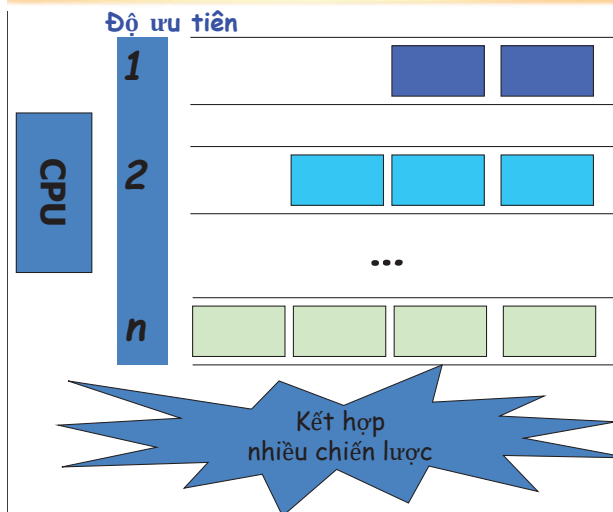 Độ ưu tiên
1
CPU
2
...
n
Kết hợp
nhiều chiến lược